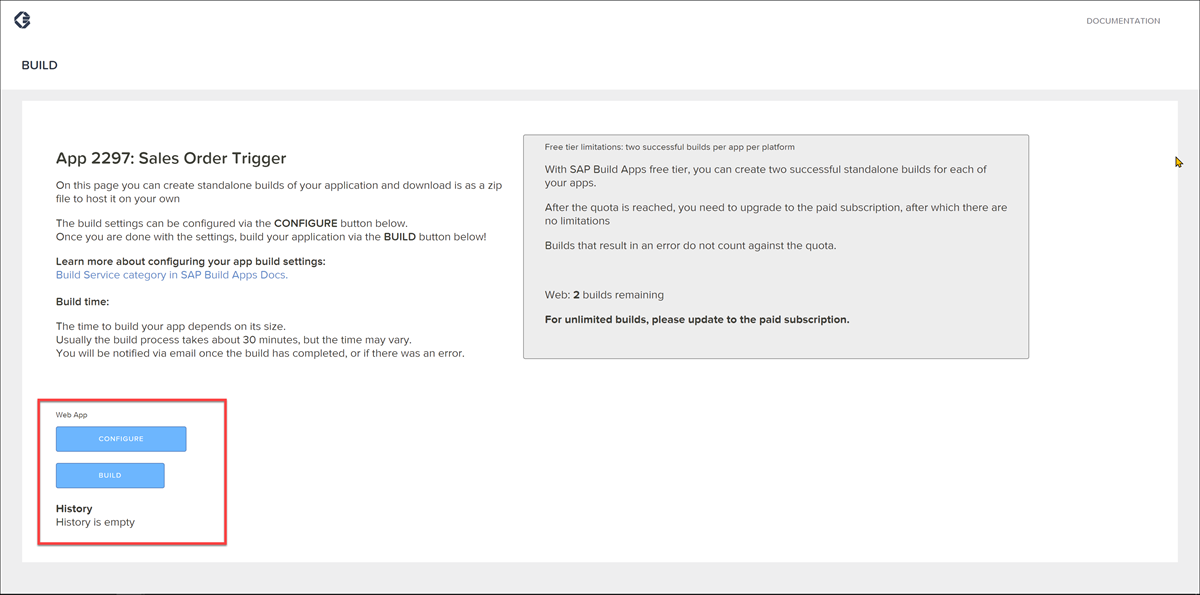 DOCUMENTATION
BUILD
App 2297: Sales Order Trigger
On this page you can create standalone builds of your application and download is as a zip
file to host it on your own
The build settings can be configured via the CONFIGURE button below.
Once you are done with the settings, build your application via the BUILD button below!
Learn more about configuring your app build settings:
Build Service category in SAP Build Apps Docs.
Build time:
The time to build your app depends on its size.
Usually the build process takes about 30 minutes, but the time may vary.
You will be notified via email once the build has completed, or if there was an error.
Free tier limitations: two successful builds per app per platform
With SAP Build Apps free tier, you can create two successful standalone builds for each of
your apps.
After the quota is reached, you need to upgrade to the paid subscription, after which there are
no limitations
Builds that result in an error do not count against the quota.
Web: 2 builds remaining
For unlimited builds, please update to the paid subscription.
Web App
CONFIGURE
BUILD
History
History is empty